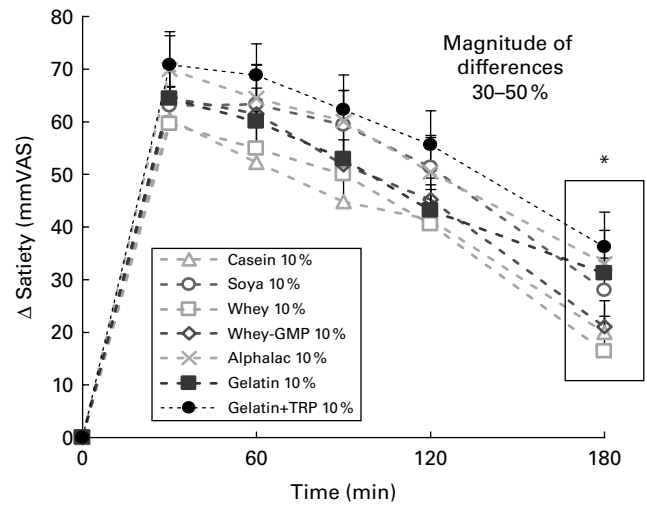 80
70
60
50
40
30
20
10
0
Δ Satiety (mmVAS)
Magnitude of
differences
30–50 %
*
Casein 10 %
Soya 10 %
Whey 10 %
Whey-GMP 10 %
Alphalac 10 %
Gelatin 10 %
Gelatin+TRP 10 %
0
60
120
180
Time (min)